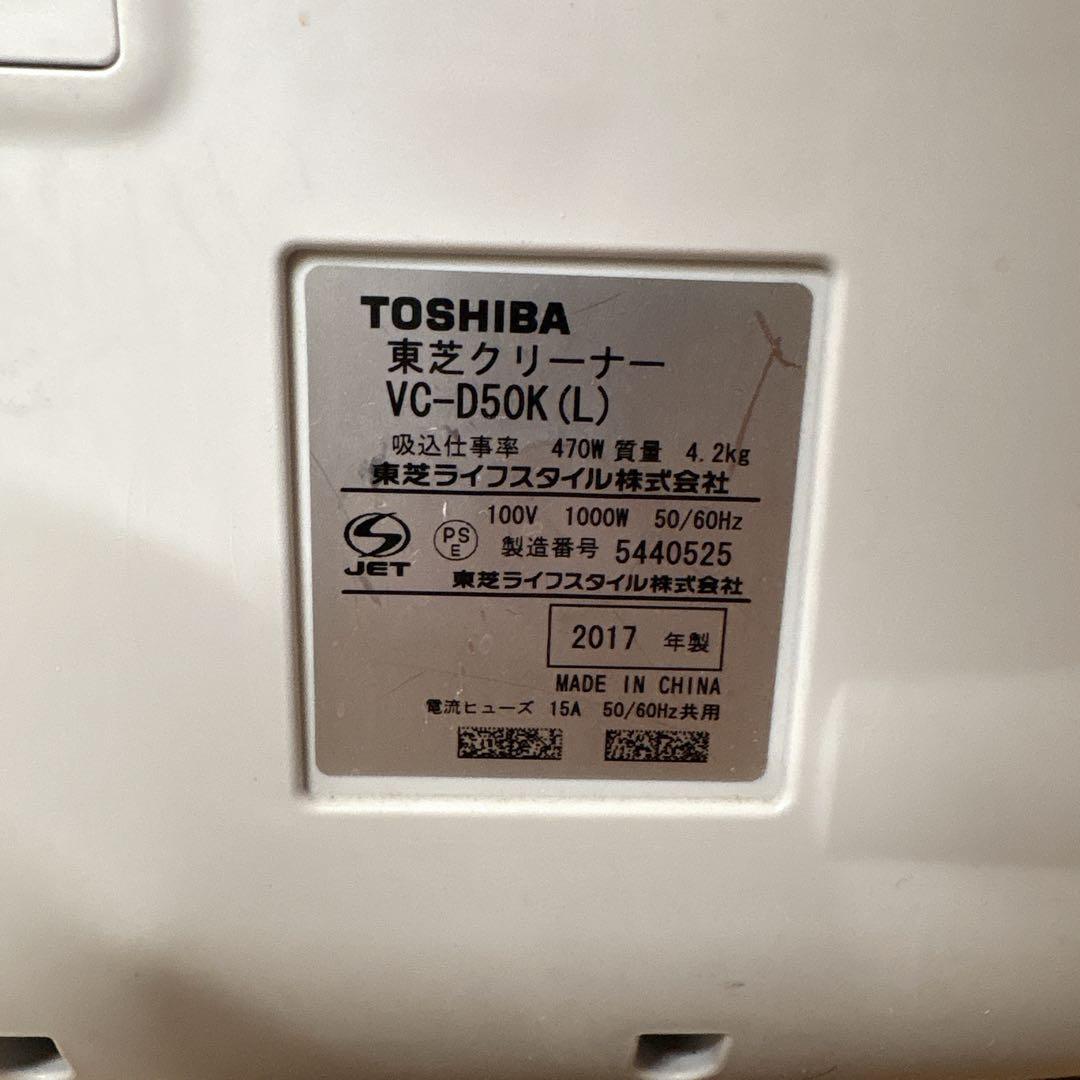 TOSHIBA
東芝クリーナー
VC-D50K(L)
吸込仕事率 470W 質量 4.2kg
東芝ライフスタイル株式会社
100V 1000W 50/60Hz
S JET
PS E
製造番号 5440525
東芝ライフスタイル株式会社
2017 年製
MADE IN CHINA
電流ヒューズ 15A 50/60Hz共用